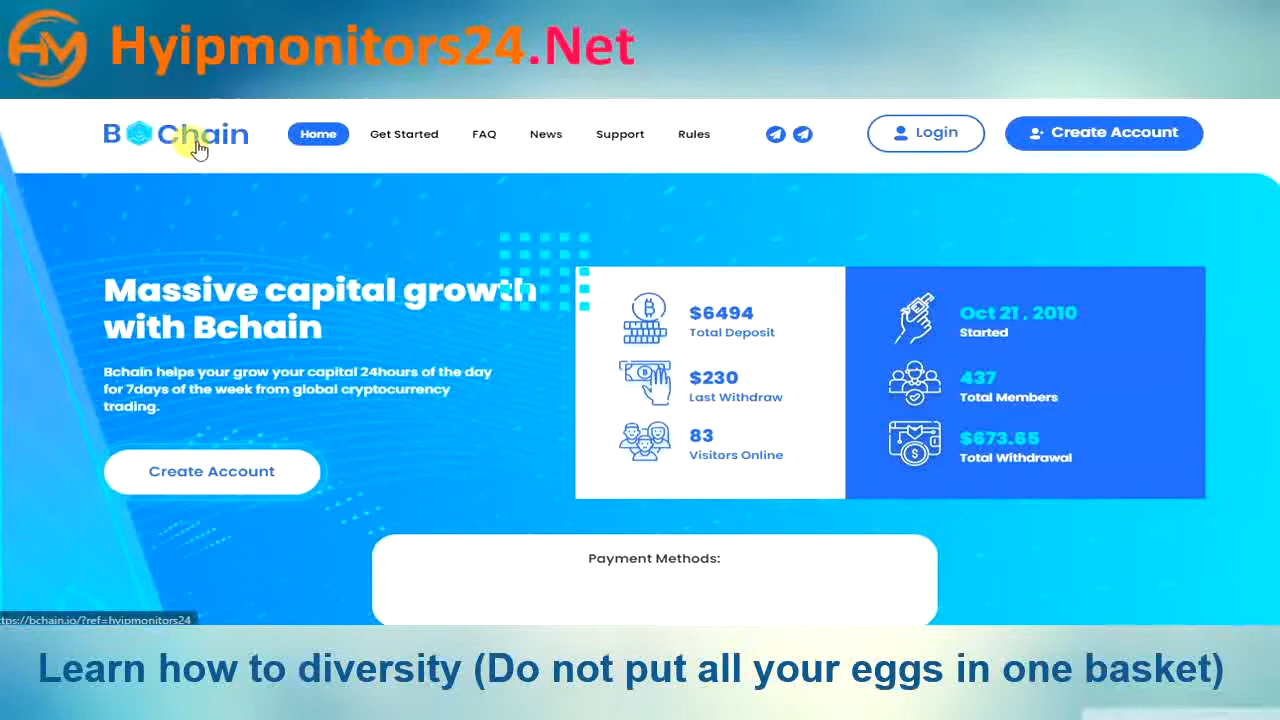 HM Hyipmonitors24.Net
B Chain
Home
Get Started
FAQ
News
Support
Rules
Login
Create Account
Massive capital growth
with Bchain
Bchain helps your grow your capital 24hours of the day
for 7days of the week from global cryptocurrency
trading.
Create Account
$6494
Total Deposit
$230
Last Withdraw
83
Visitors Online
Oct 21 . 2010
Started
437
Total Members
$673.65
Total Withdrawal
Payment Methods:
ttps://bchain.io/?ref=hyipmonitors24
Learn how to diversity (Do not put all your eggs in one basket)